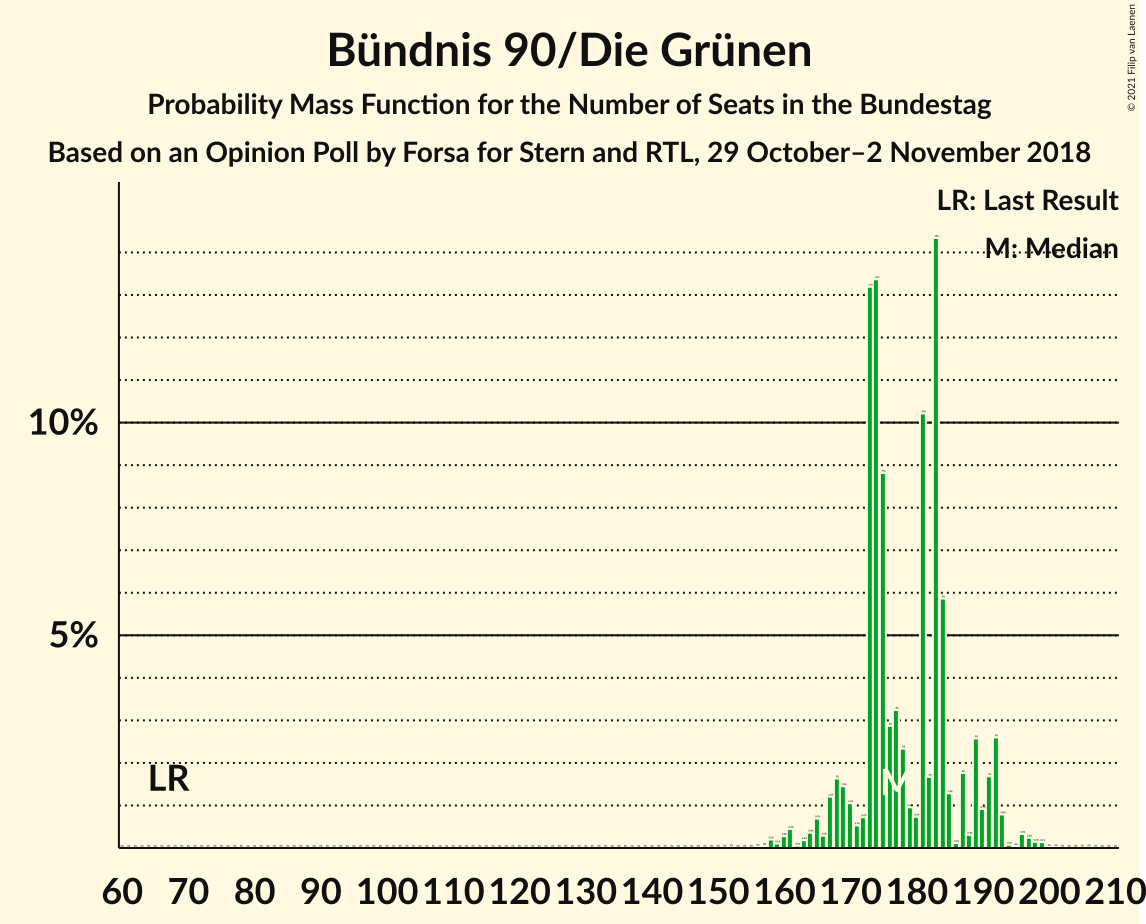 Bündnis 90/Die Grünen
Probability Mass Function for the Number of Seats in the Bundestag
Based on an Opinion Poll by Forsa for Stern and RTL, 29 October–2 November 2018
© 2021 Filip van Laenen
LR: Last Result
M: Median
10%
5%
LR
M
60 70 80 90 100 110 120 130 140 150 160 170 180 190 200 210